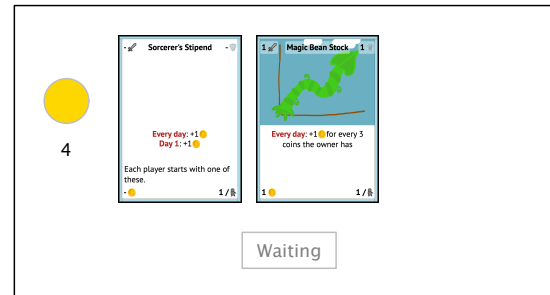 - Sorcerer's Stipend -
1 Magic Bean Stock 1
Every day: +1
Day 1: +1
Each player starts with one of
these.
- 1 /
Every day: +1 for every 3
coins the owner has
1 1 /
4
Waiting